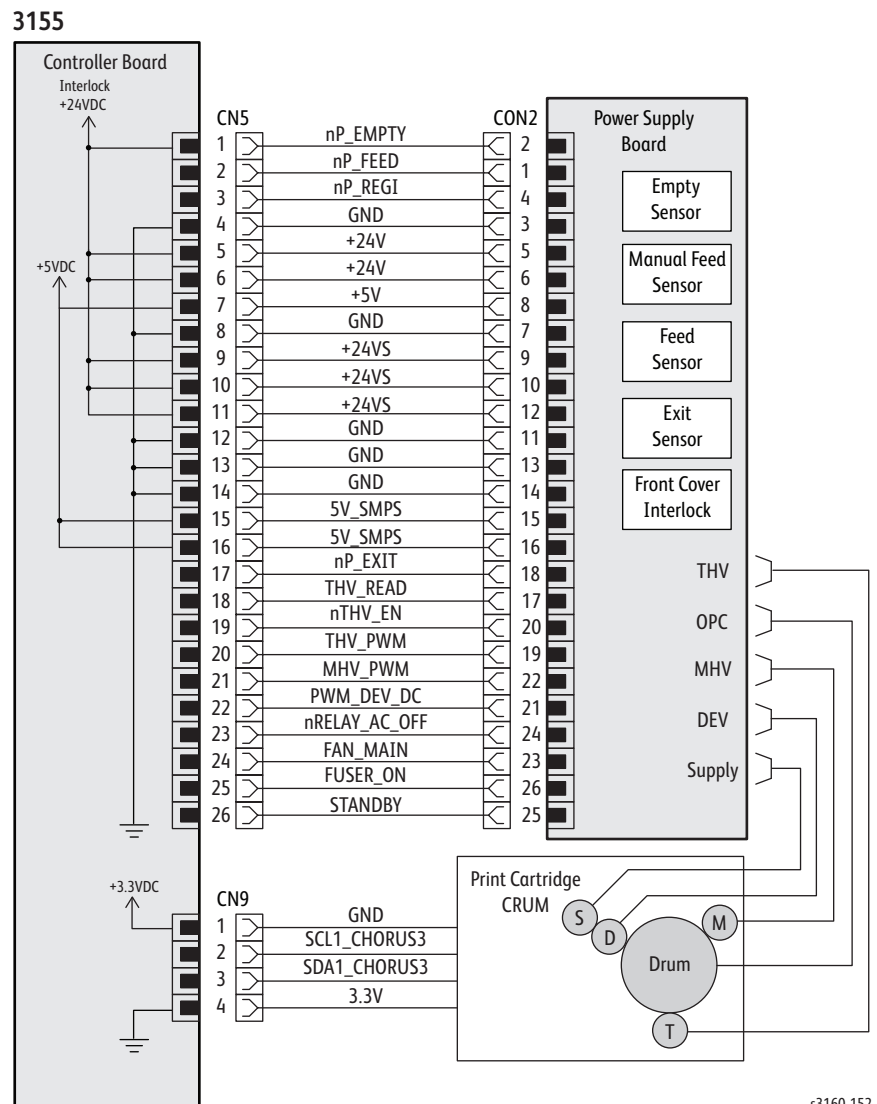 3155
Controller Board
Interlock
+24VDC
+5VDC
CN5
CON2
Power Supply
Board
1 nP_EMPTY 2
2 nP_FEED 1
3 nP_REGI 4
4 GND 3
5 +24V 5
6 +24V 6
7 +5V 8
8 GND 7
9 +24VS 9
10 +24VS 10
11 +24VS 12
12 GND 11
13 GND 13
14 GND 14
15 5V_SMPS 15
16 5V_SMPS 16
17 nP_EXIT 18
18 THV_READ 17
19 nTHV_EN 20
20 THV_PWM 19
21 MHV_PWM 22
22 PWM_DEV_DC 21
23 nRELAY_AC_OFF 24
24 FAN_MAIN 23
25 FUSER_ON 26
26 STANDBY 25
Empty
Sensor
Manual Feed
Sensor
Feed
Sensor
Exit
Sensor
Front Cover
Interlock
THV
OPC
MHV
DEV
Supply
+3.3VDC
CN9
1 GND
2 SCL1_CHORUS3
3 SDA1_CHORUS3
4 3.3V
Print Cartridge
CRUM
S
D
M
Drum
T
s3160-152